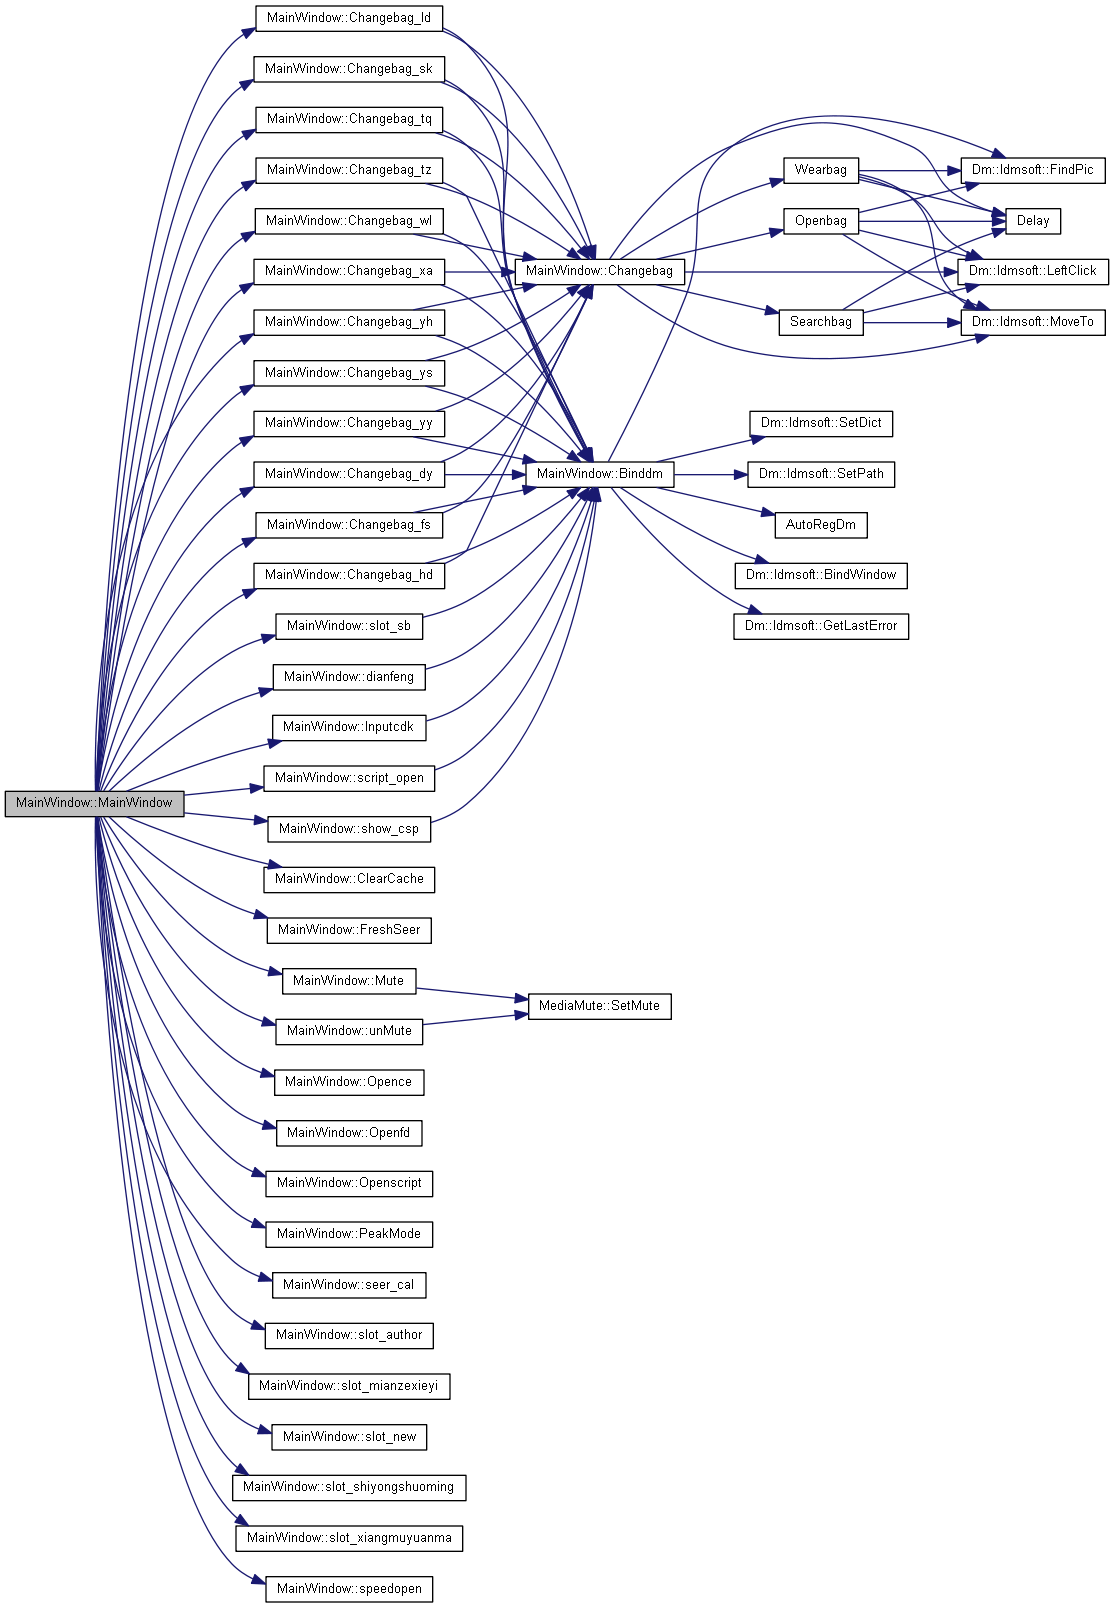 MainWindow::MainWindow
MainWindow::Changebag_ld
MainWindow::Changebag_sk
MainWindow::Changebag_tq
MainWindow::Changebag_tz
MainWindow::Changebag_wl
MainWindow::Changebag_xa
MainWindow::Changebag_yh
MainWindow::Changebag_ys
MainWindow::Changebag_yy
MainWindow::Changebag_dy
MainWindow::Changebag_fs
MainWindow::Changebag_hd
MainWindow::slot_sb
MainWindow::dianfeng
MainWindow::Inputcdk
MainWindow::script_open
MainWindow::show_csp
MainWindow::ClearCache
MainWindow::FreshSeer
MainWindow::Mute
MainWindow::unMute
MainWindow::Opence
MainWindow::Openfd
MainWindow::Openscript
MainWindow::PeakMode
MainWindow::seer_cal
MainWindow::slot_author
MainWindow::slot_mianzexieyi
MainWindow::slot_new
MainWindow::slot_shiyongshuoming
MainWindow::slot_xiangmuyuanma
MainWindow::speedopen
MainWindow::Changebag
MainWindow::Binddm
MediaMute::SetMute
Wearbag
Openbag
Searchbag
Dm::Idmsoft::SetDict
Dm::Idmsoft::SetPath
AutoRegDm
Dm::Idmsoft::BindWindow
Dm::Idmsoft::GetLastError
Dm::Idmsoft::FindPic
Delay
Dm::Idmsoft::LeftClick
Dm::Idmsoft::MoveTo